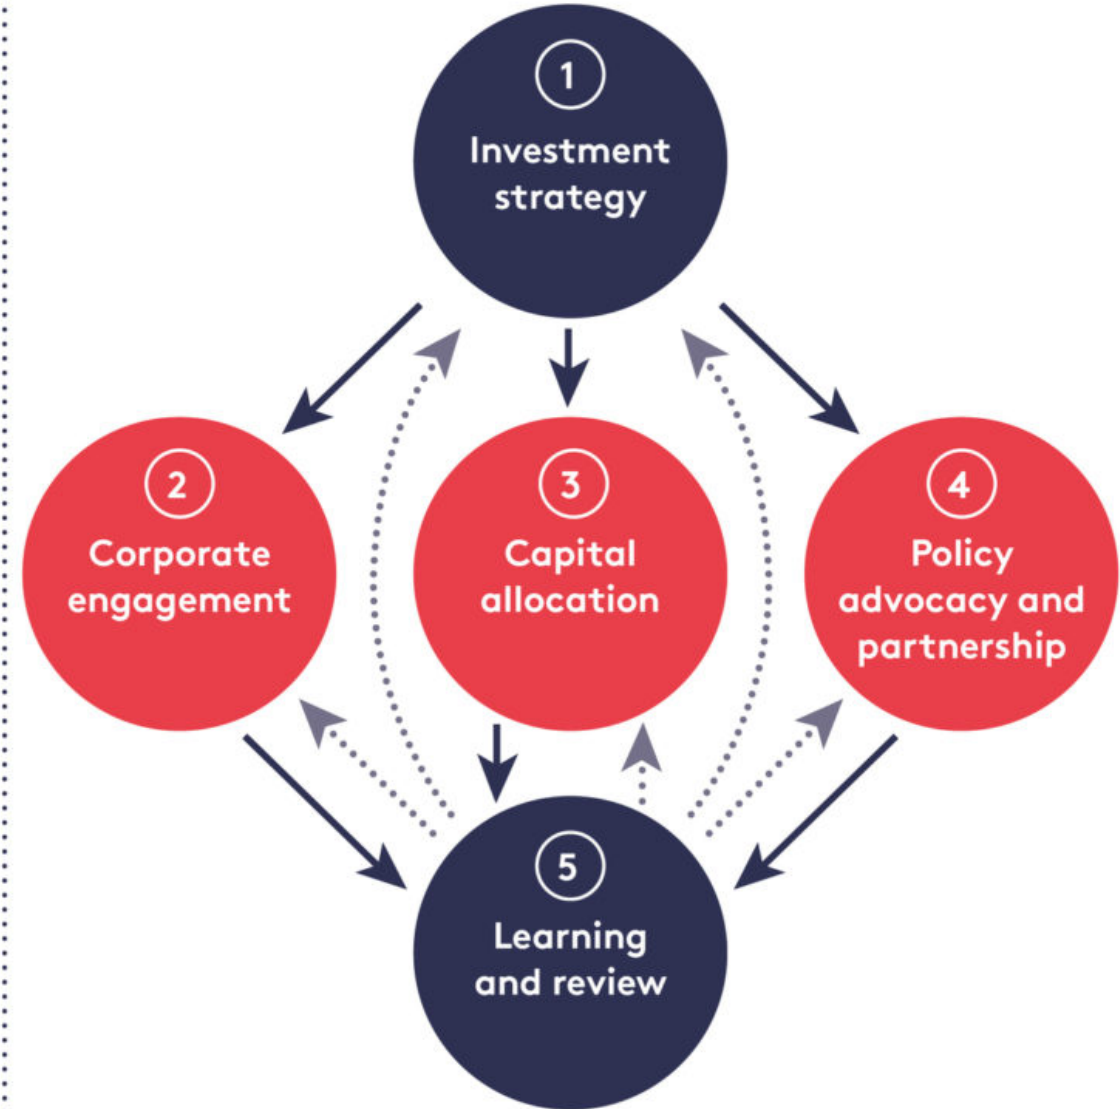 1
Investment
strategy
2
Corporate
engagement
3
Capital
allocation
4
Policy
advocacy and
partnership
5
Learning
and review